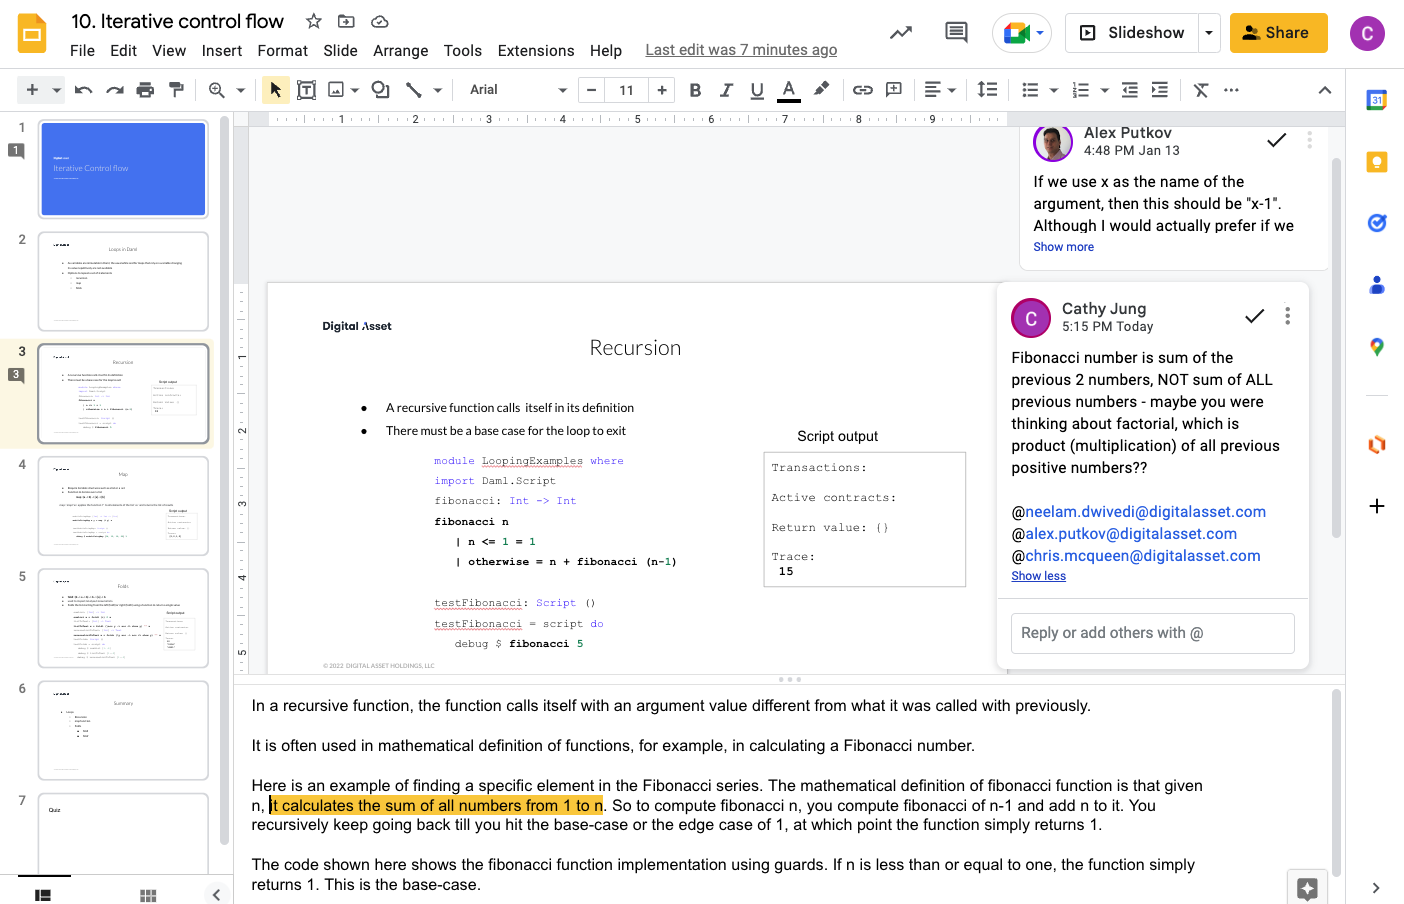 10. Iterative control flow
File Edit View Insert Format Slide Arrange Tools Extensions Help Last edit was 7 minutes ago
Slideshow
Share
C
Arial
11
B I U A
31
1 2 3 4 5 6 7 8 9
1
1
Iterative Control flow
2
Loops in Daml
3
3
Recursion
Script output
4
Map
Script output
5
Folds
Script output
6
Summary
7
Quiz
1
2
3
4
5
Digital Asset
Recursion
● A recursive function calls itself in its definition
● There must be a base case for the loop to exit
module LoopingExamples where
import Daml.Script
fibonacci: Int -> Int
fibonacci n
| n <= 1 = 1
| otherwise = n + fibonacci (n-1)
testFibonacci: Script ()
testFibonacci = script do
debug $ fibonacci 5
© 2022 DIGITAL ASSET HOLDINGS, LLC
Script output
Transactions:
Active contracts:
Return value: {}
Trace:
15
Alex Putkov
4:48 PM Jan 13
If we use x as the name of the
argument, then this should be "x-1".
Although I would actually prefer if we
Show more
C
Cathy Jung
5:15 PM Today
Fibonacci number is sum of the
previous 2 numbers, NOT sum of ALL
previous numbers - maybe you were
thinking about factorial, which is
product (multiplication) of all previous
positive numbers??
@neelam.dwivedi@digitalasset.com
@alex.putkov@digitalasset.com
@chris.mcqueen@digitalasset.com
Show less
Reply or add others with @
In a recursive function, the function calls itself with an argument value different from what it was called with previously.
It is often used in mathematical definition of functions, for example, in calculating a Fibonacci number.
Here is an example of finding a specific element in the Fibonacci series. The mathematical definition of fibonacci function is that given
n, it calculates the sum of all numbers from 1 to n. So to compute fibonacci n, you compute fibonacci of n-1 and add n to it. You
recursively keep going back till you hit the base-case or the edge case of 1, at which point the function simply returns 1.
The code shown here shows the fibonacci function implementation using guards. If n is less than or equal to one, the function simply
returns 1. This is the base-case.